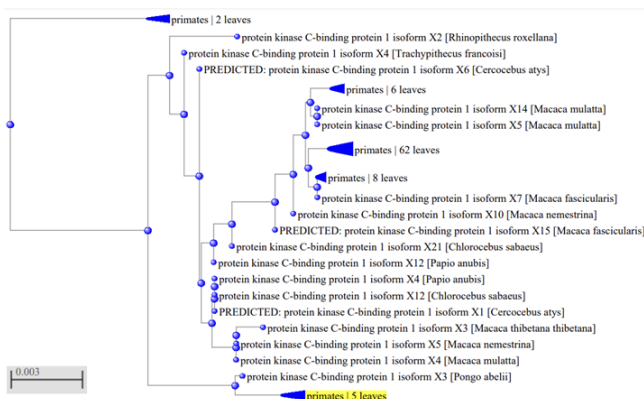 primates | 2 leaves
protein kinase C-binding protein 1 isoform X2 [Rhinopithecus roxellana]
protein kinase C-binding protein 1 isoform X4 [Trachypithecus francoisi]
PREDICTED: protein kinase C-binding protein 1 isoform X6 [Cercocebus atys]
primates | 6 leaves
protein kinase C-binding protein 1 isoform X14 [Macaca mulatta]
protein kinase C-binding protein 1 isoform X5 [Macaca mulatta]
primates | 62 leaves
primates | 8 leaves
protein kinase C-binding protein 1 isoform X7 [Macaca fascicularis]
protein kinase C-binding protein 1 isoform X10 [Macaca nemestrina]
PREDICTED: protein kinase C-binding protein 1 isoform X15 [Macaca fascicularis]
protein kinase C-binding protein 1 isoform X21 [Chlorocebus sabaeus]
protein kinase C-binding protein 1 isoform X12 [Papio anubis]
protein kinase C-binding protein 1 isoform X4 [Papio anubis]
protein kinase C-binding protein 1 isoform X12 [Chlorocebus sabaeus]
PREDICTED: protein kinase C-binding protein 1 isoform X1 [Cercocebus atys]
protein kinase C-binding protein 1 isoform X3 [Macaca thibetana thibetana]
protein kinase C-binding protein 1 isoform X5 [Macaca nemestrina]
protein kinase C-binding protein 1 isoform X4 [Macaca mulatta]
0.003
protein kinase C-binding protein 1 isoform X3 [Pongo abelii]
primates | 5 leaves